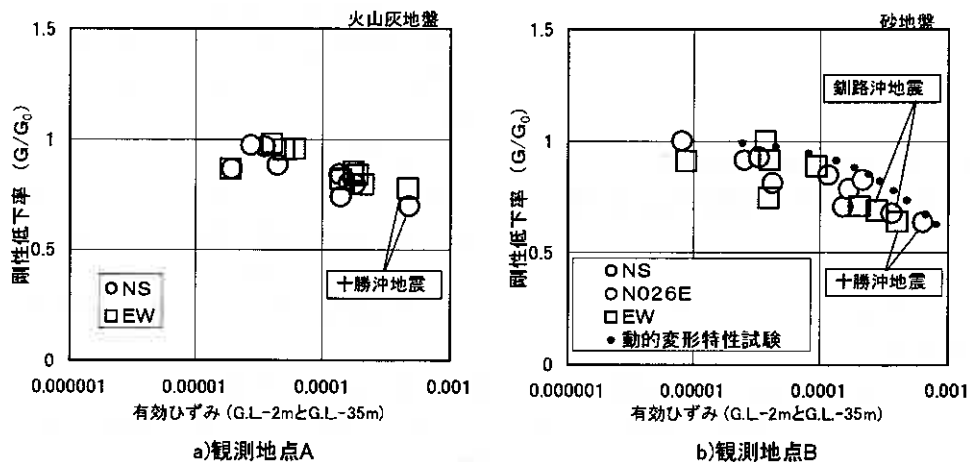 火山灰地盤
1.5
1
0.5
0
剛性低下率 (G/G₀)
十勝沖地震
NS
EW
0.000001
0.00001
0.0001
0.001
有効ひずみ (G.L.-2mとG.L.-35m)
a)観測地点A
砂地盤
1.5
1
0.5
0
剛性低下率 (G/G₀)
釧路沖地震
十勝沖地震
NS
N026E
EW
動的変形特性試験
0.000001
0.00001
0.0001
0.001
有効ひずみ (G.L.-2mとG.L.-35m)
b)観測地点B